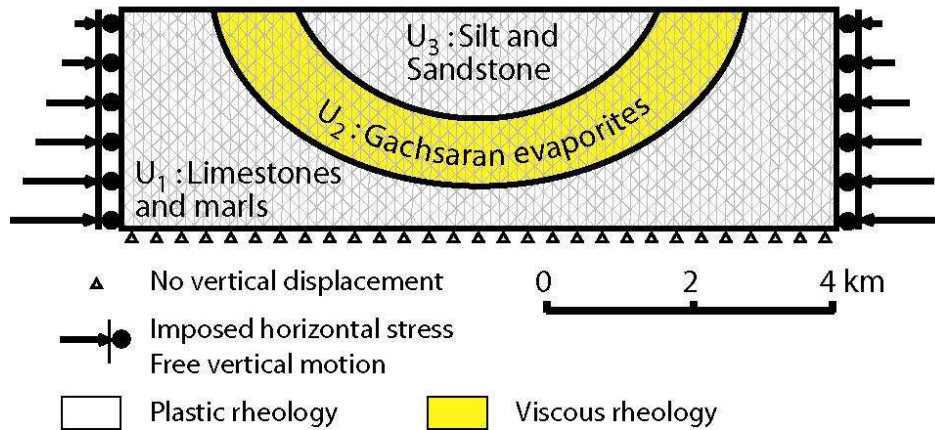 U3 : Silt and
Sandstone
U2 : Gachsaran evaporites
U1 : Limestones
and marls
No vertical displacement
0 2 4 km
Imposed horizontal stress
Free vertical motion
Plastic rheology
Viscous rheology